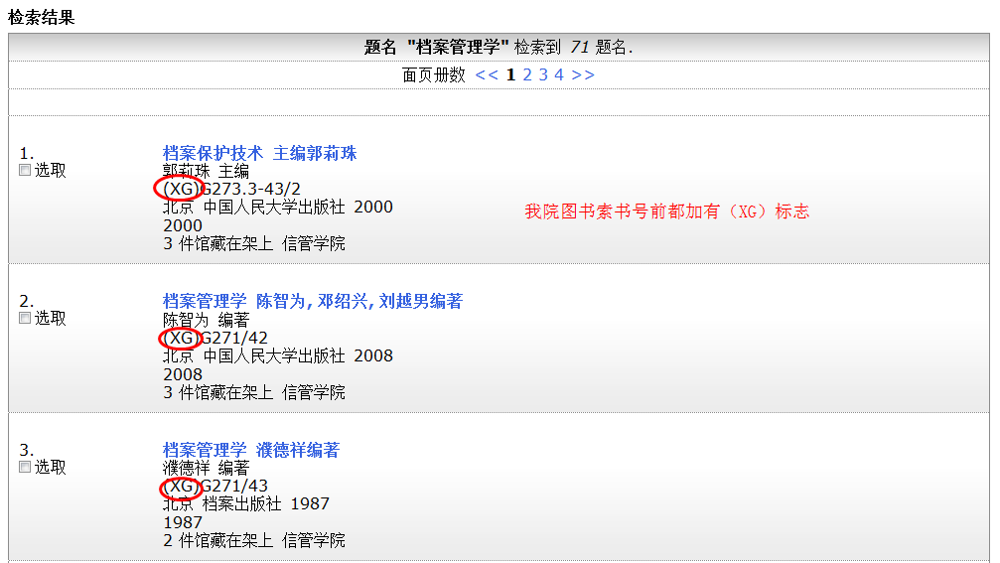 检索结果
题名 "档案管理学" 检索到 71 题名.
面页册数 << 1 2 3 4 >>
1.
选取
档案保护技术 主编郭莉珠
郭莉珠 主编
(XG)G273.3-43/2
北京 中国人民大学出版社 2000
2000
3 件馆藏在架上 信管学院
我院图书索书号前都加有（XG）标志
2.
选取
档案管理学 陈智为,邓绍兴,刘越男编著
陈智为 编著
(XG)G271/42
北京 中国人民大学出版社 2008
2008
3 件馆藏在架上 信管学院
3.
选取
档案管理学 濮德祥编著
濮德祥 编著
(XG)G271/43
北京 档案出版社 1987
1987
2 件馆藏在架上 信管学院